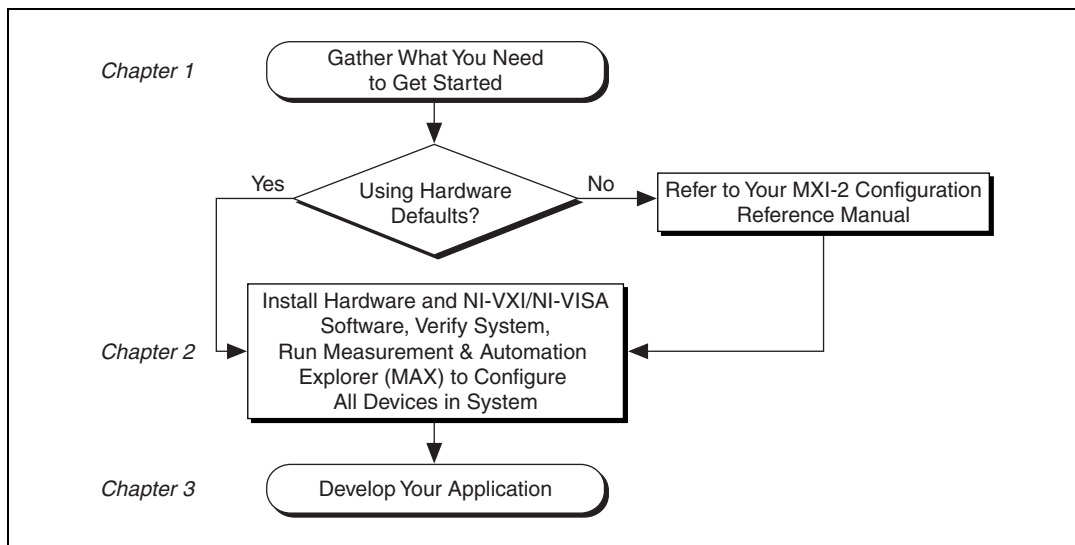 Chapter 1
Gather What You Need
to Get Started
Yes
Using Hardware
Defaults?
No
Refer to Your MXI-2 Configuration
Reference Manual
Chapter 2
Install Hardware and NI-VXI/NI-VISA
Software, Verify System,
Run Measurement & Automation
Explorer (MAX) to Configure
All Devices in System
Chapter 3
Develop Your Application